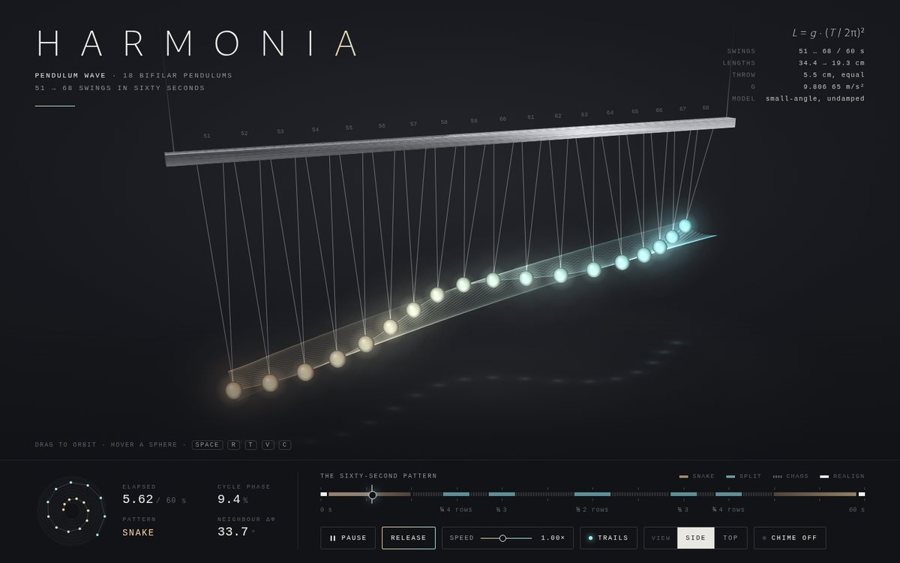 HARMONIA
PENDULUM WAVE · 18 BIFILAR PENDULUMS
51 → 68 SWINGS IN SIXTY SECONDS
L = g · (T / 2π)²
SWINGS 51 … 68 / 60 s
LENGTHS 34.4 → 19.3 cm
THROW 5.5 cm, equal
G 9.806 65 m/s²
MODEL small-angle, undamped
51 52 53 54 55 56 57 58 59 60 61 62 63 64 65 66 67 68
DRAG TO ORBIT · HOVER A SPHERE · SPACE R T V C
ELAPSED
5.62 / 60 s
CYCLE PHASE
9.4 %
PATTERN
SNAKE
NEIGHBOUR Δφ
33.7 °
THE SIXTY-SECOND PATTERN
SNAKE SPLIT CHAOS REALIGN
0 s ¼ 4 rows ⅓ 3 ½ 2 rows ⅔ 3 ¾ 4 rows 60 s
PAUSE RELEASE SPEED 1.00× TRAILS VIEW SIDE TOP CHIME OFF